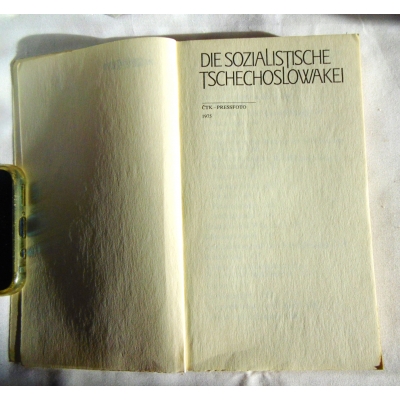 DIE SOZIALISTISCHE
TSCHECHOSLOWAKEI
ČTK · PRESSFOTO